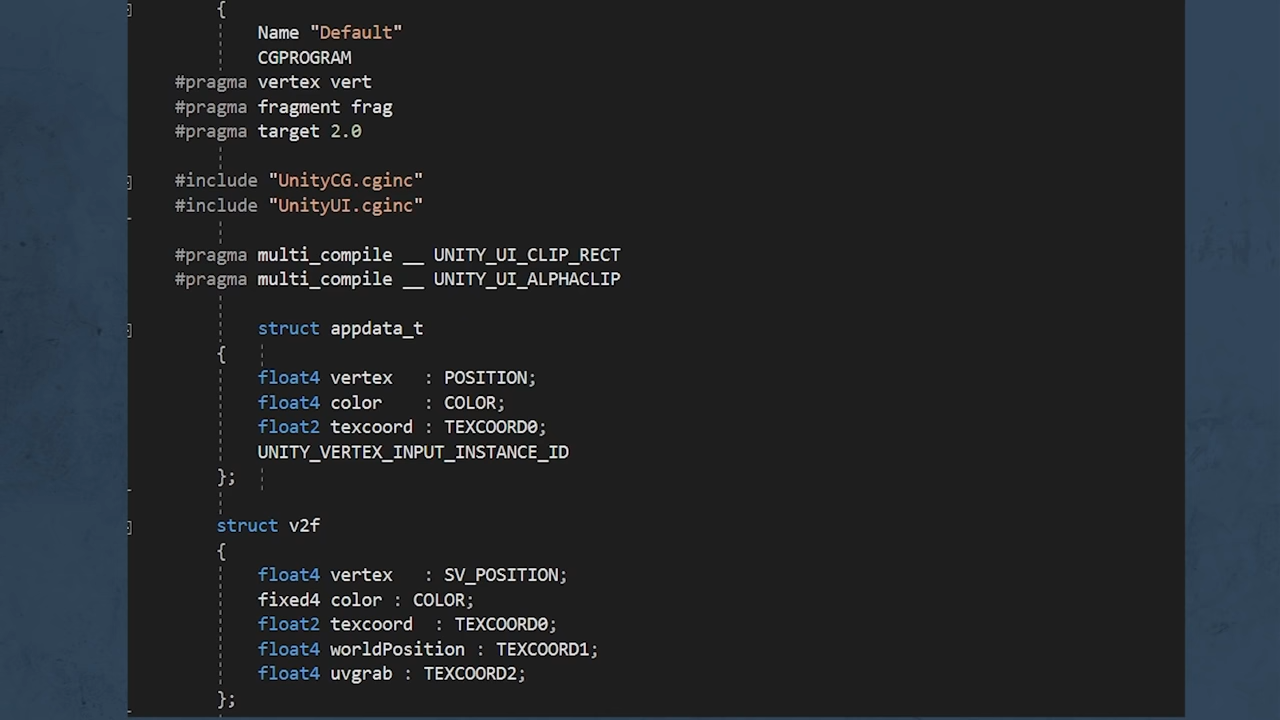 {
Name "Default"
CGPROGRAM
#pragma vertex vert
#pragma fragment frag
#pragma target 2.0
#include "UnityCG.cginc"
#include "UnityUI.cginc"
#pragma multi_compile __ UNITY_UI_CLIP_RECT
#pragma multi_compile __ UNITY_UI_ALPHACLIP
struct appdata_t
{
float4 vertex : POSITION;
float4 color : COLOR;
float2 texcoord : TEXCOORD0;
UNITY_VERTEX_INPUT_INSTANCE_ID
};
struct v2f
{
float4 vertex : SV_POSITION;
fixed4 color : COLOR;
float2 texcoord : TEXCOORD0;
float4 worldPosition : TEXCOORD1;
float4 uvgrab : TEXCOORD2;
};